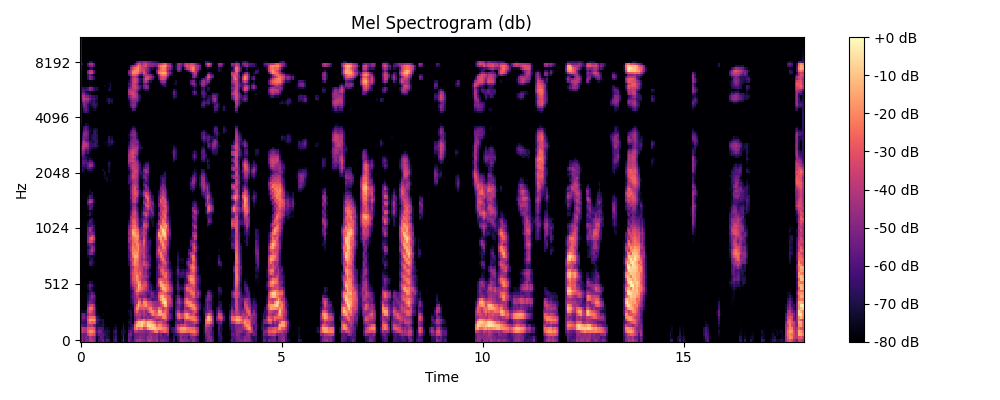 Mel Spectrogram (db)
8192
4096
2048
1024
512
0
Hz
0 5 10 15
Time
+0 dB
-10 dB
-20 dB
-30 dB
-40 dB
-50 dB
-60 dB
-70 dB
-80 dB